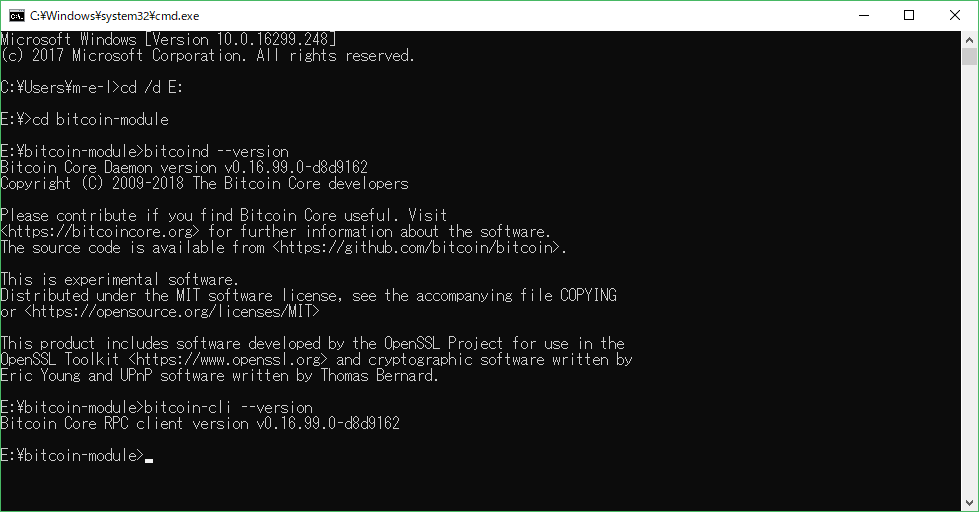 C:¥Windows¥system32¥cmd.exe
Microsoft Windows [Version 10.0.16299.248]
(c) 2017 Microsoft Corporation. All rights reserved.
C:¥Users¥m-e-l>cd /d E:
E:¥>cd bitcoin-module
E:¥bitcoin-module>bitcoind --version
Bitcoin Core Daemon version v0.16.99.0-d8d9162
Copyright (C) 2009-2018 The Bitcoin Core developers
Please contribute if you find Bitcoin Core useful. Visit
<https://bitcoincore.org> for further information about the software.
The source code is available from <https://github.com/bitcoin/bitcoin>.
This is experimental software.
Distributed under the MIT software license, see the accompanying file COPYING
or <https://opensource.org/licenses/MIT>
This product includes software developed by the OpenSSL Project for use in the
OpenSSL Toolkit <https://www.openssl.org> and cryptographic software written by
Eric Young and UPnP software written by Thomas Bernard.
E:¥bitcoin-module>bitcoin-cli --version
Bitcoin Core RPC client version v0.16.99.0-d8d9162
E:¥bitcoin-module>